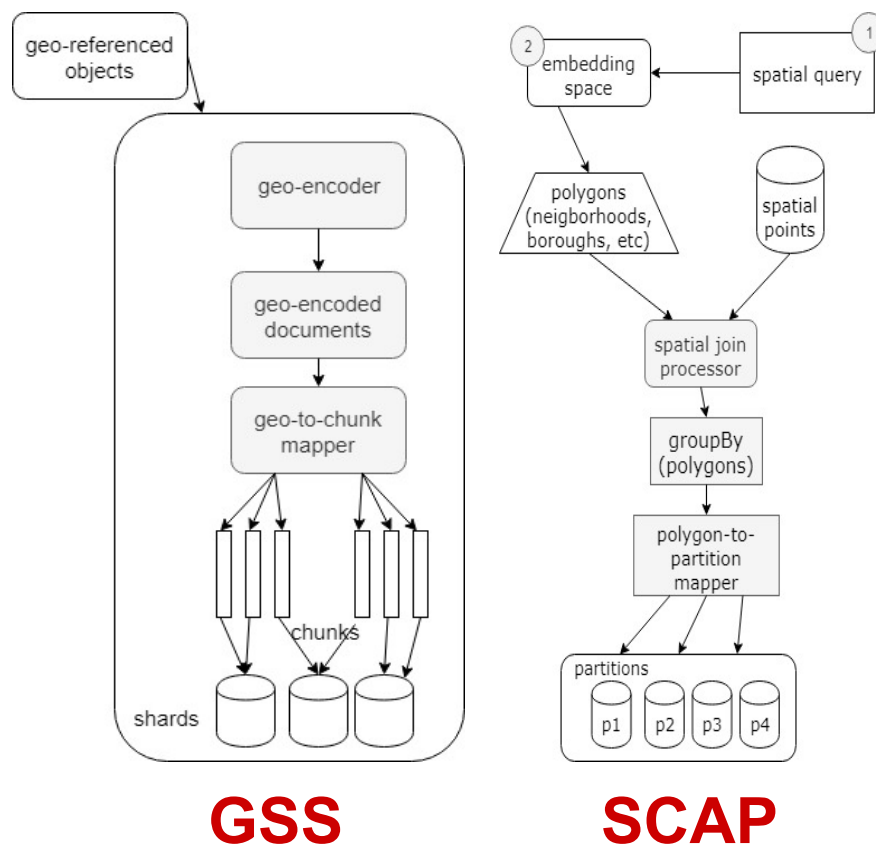 geo-referenced
objects
geo-encoder
geo-encoded
documents
geo-to-chunk
mapper
chunks
shards
GSS
2
embedding
space
1
spatial query
polygons
(neigborhoods,
boroughs, etc)
spatial
points
spatial join
processor
groupBy
(polygons)
polygon-to-
partition
mapper
partitions
p1
p2
p3
p4
SCAP